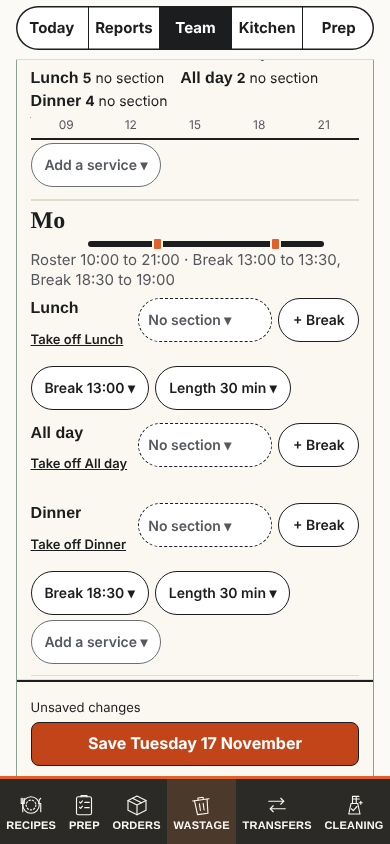 Today Reports Team Kitchen Prep
Lunch 5 no section All day 2 no section
Dinner 4 no section
09 12 15 18 21
Add a service ▾
Mo
Roster 10:00 to 21:00 · Break 13:00 to 13:30,
Break 18:30 to 19:00
Lunch
No section ▾ + Break
Take off Lunch
Break 13:00 ▾ Length 30 min ▾
All day
No section ▾ + Break
Take off All day
Dinner
No section ▾ + Break
Take off Dinner
Break 18:30 ▾ Length 30 min ▾
Add a service ▾
Unsaved changes
Save Tuesday 17 November
RECIPES PREP ORDERS WASTAGE TRANSFERS CLEANING